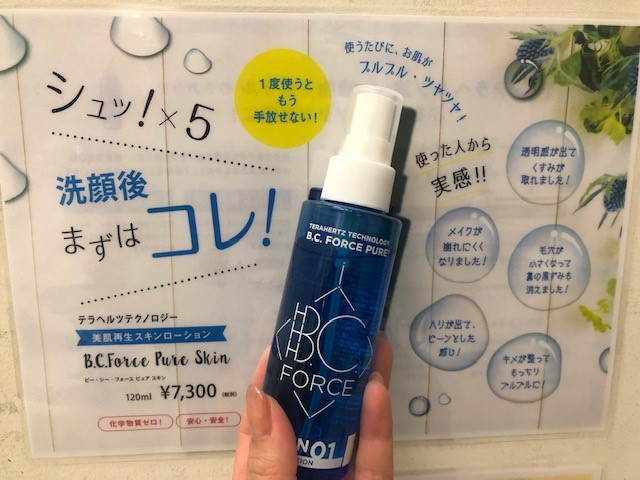 シュッ!×5
1度使うと
もう
手放せない!
使うたびに、お肌が
プルプル・ツヤツヤ!
洗顔後
まずは
コレ!
使った人から
実感!!
透明感が出て
くすみが
取れました!
メイクが
崩れにくく
なりました!
毛穴が
小さくなって
鼻の黒ずみも
消えました!
ハリが出て、
ピーンとした
感じ!
キメが整って
もっちり
プルプルに!
テラヘルツテクノロジー
美肌再生スキンローション
B.C.Force Pure Skin
ビー・シー・フォース ピュア スキン
120ml ¥7,300(税別)
化学物質ゼロ! 安心・安全!
TERAHERTZ TECHNOLOGY
B.C. FORCE PURE
B.C.
FORCE
01